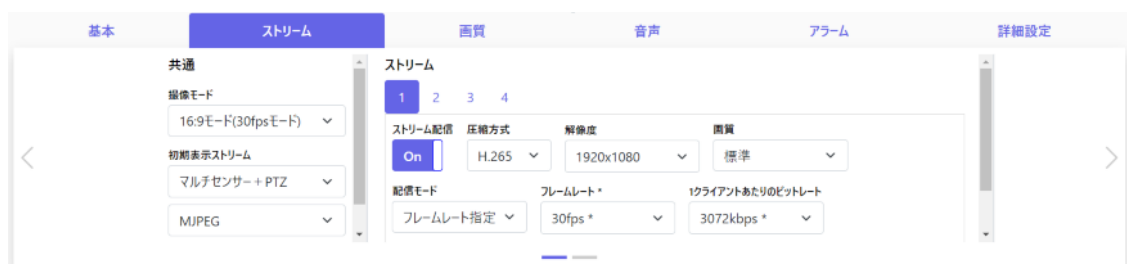 基本 ストリーム 画質 音声 アラーム 詳細設定
共通
撮像モード
16:9モード(30fpsモード)
初期表示ストリーム
マルチセンサー + PTZ
MJPEG
ストリーム
1 2 3 4
ストリーム配信 圧縮方式 解像度 画質
On H.265 1920x1080 標準
配信モード フレームレート * 1クライアントあたりのビットレート
フレームレート指定 30fps * 3072kbps *